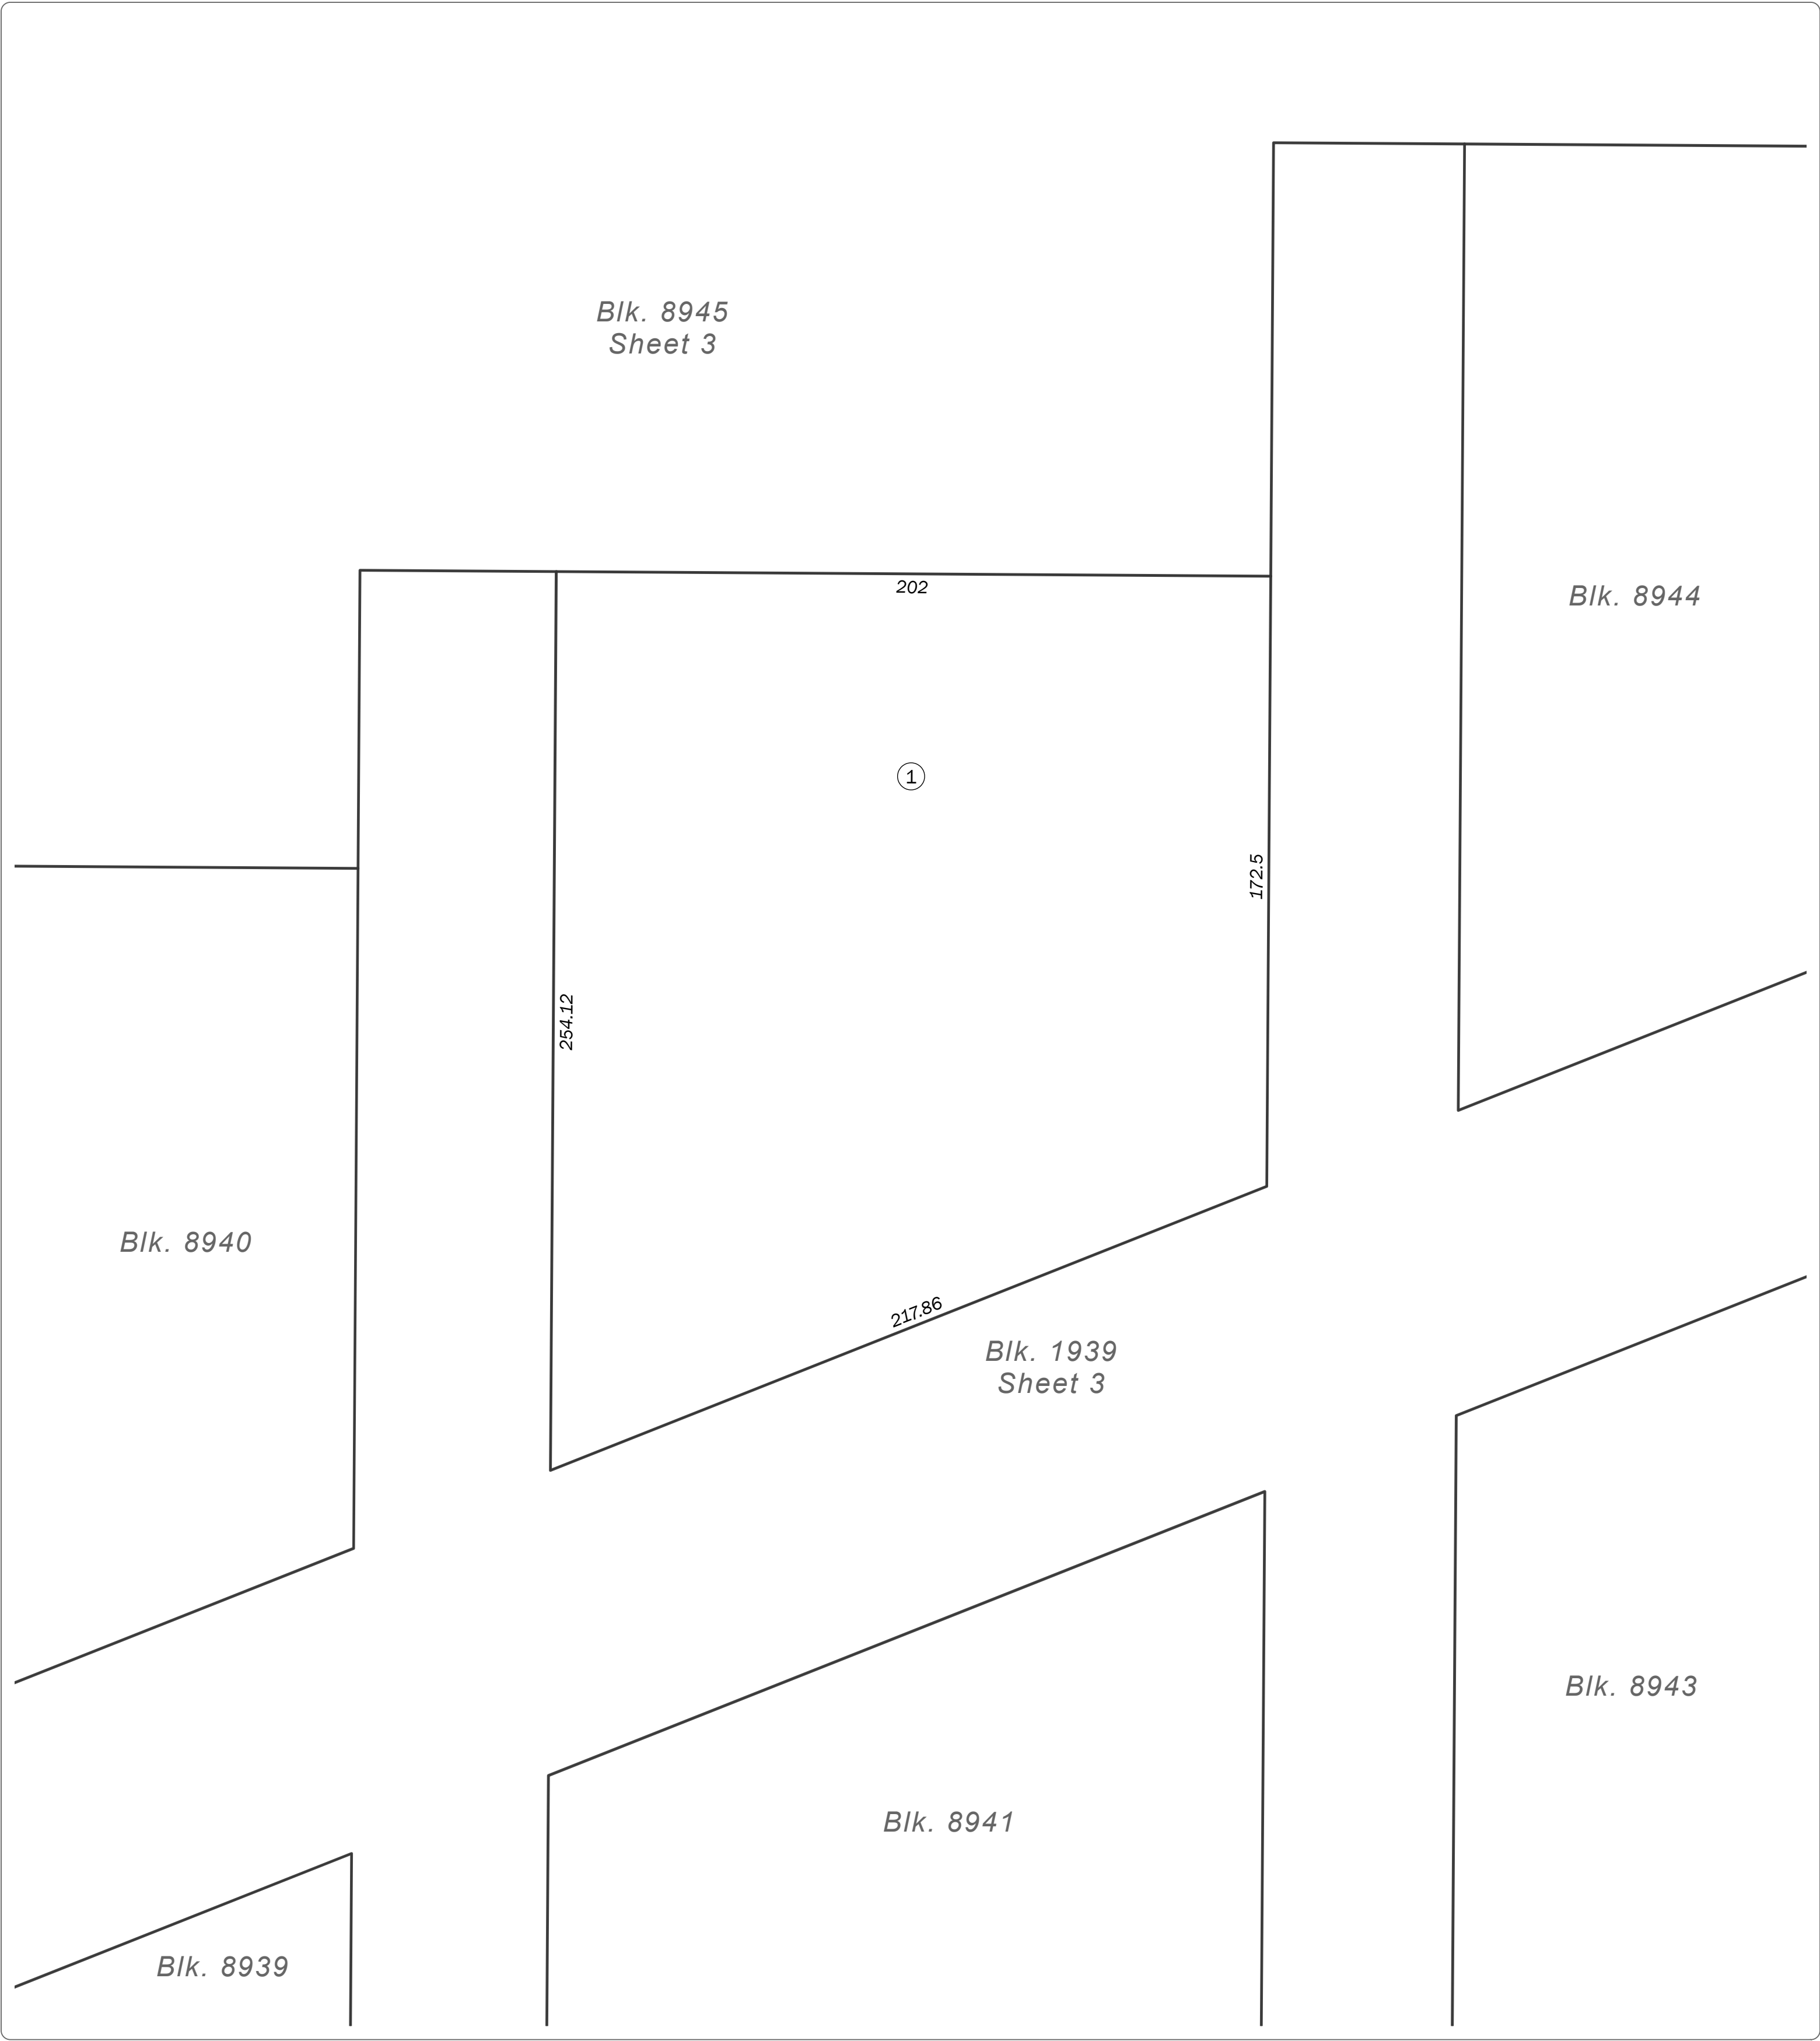 Blk. 8945
Sheet 3
202
Blk. 8944
1
172.5
254.12
Blk. 8940
217.86
Blk. 1939
Sheet 3
Blk. 8943
Blk. 8941
Blk. 8939